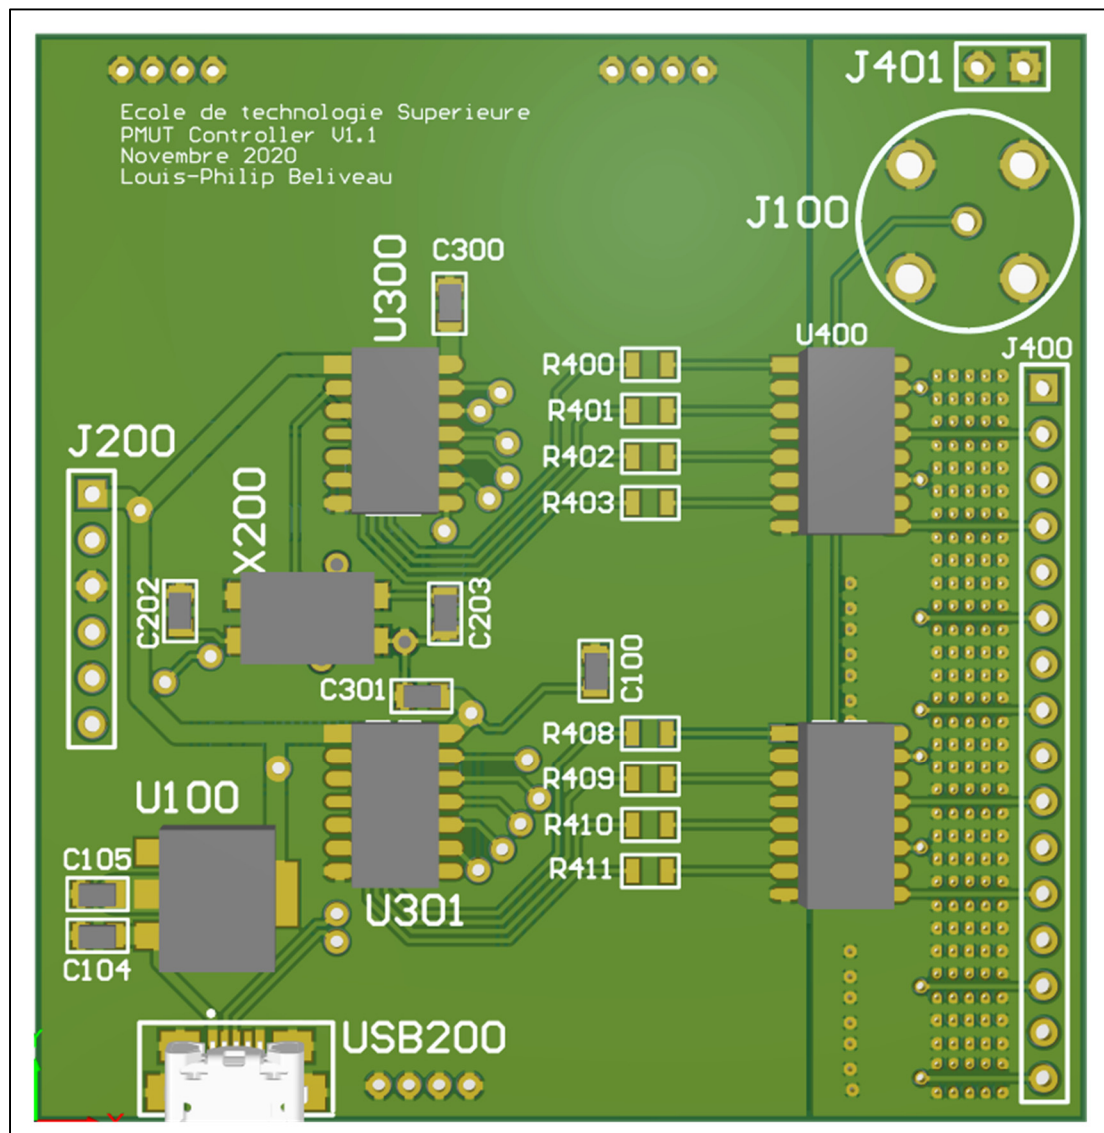 J401
Ecole de technologie Superieure
PMUT Controller V1.1
Novembre 2020
Louis-Philip Beliveau
J100
U300
C300
U400
J400
R400
R401
J200
R402
X200
R403
C202
C203
C100
C301
R408
R409
U100
R410
C105
R411
U301
C104
USB200
X